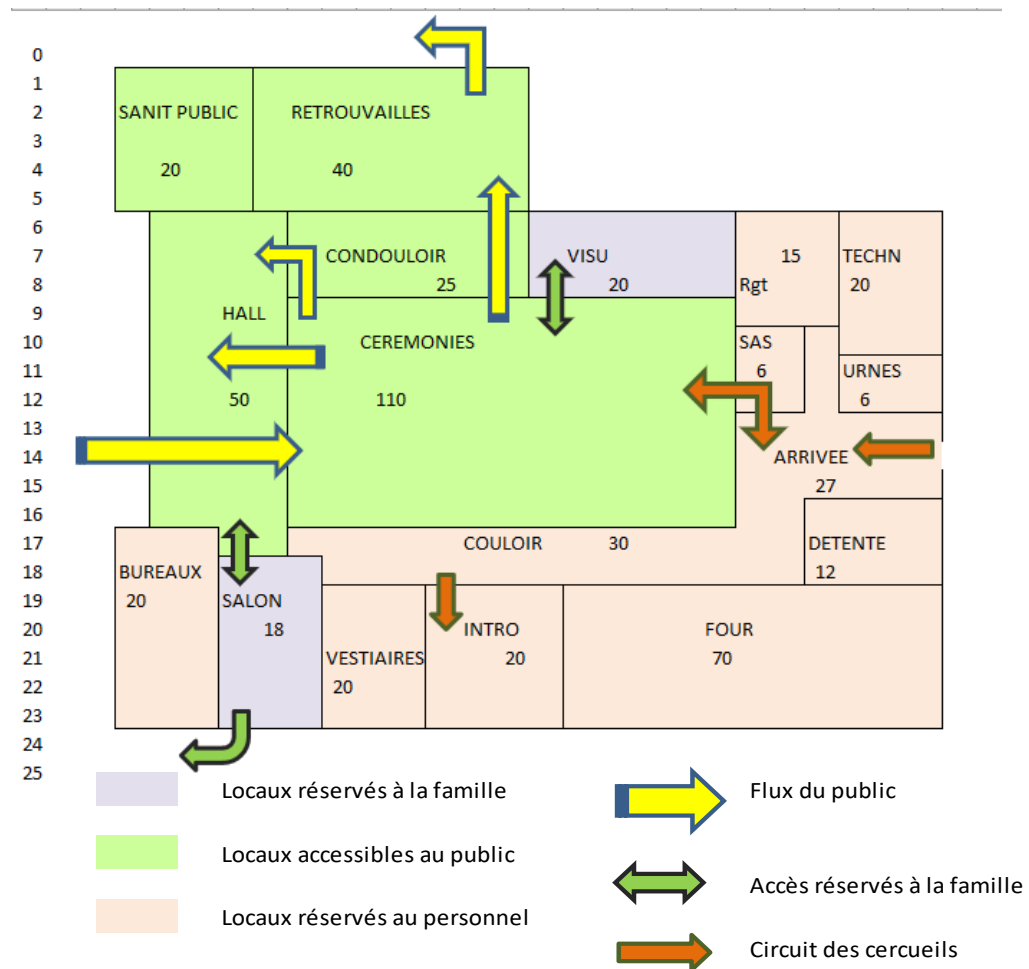 0
1
2 SANIT PUBLIC RETROUVAILLES
3
4 20 40
5
6
7 CONDOULOIR VISU 15 TECHN
8 25 20 Rgt 20
9 HALL
10 CEREMONIES SAS
11 6 URNES
12 50 110 6
13
14 ARRIVEE
15 27
16
17 COULOIR 30 DETENTE
18 BUREAUX 12
19 20 SALON
20 18 INTRO FOUR
21 VESTIAIRES 20 70
22 20
23
24
25
Locaux réservés à la famille
Locaux accessibles au public
Locaux réservés au personnel
Flux du public
Accès réservés à la famille
Circuit des cercueils